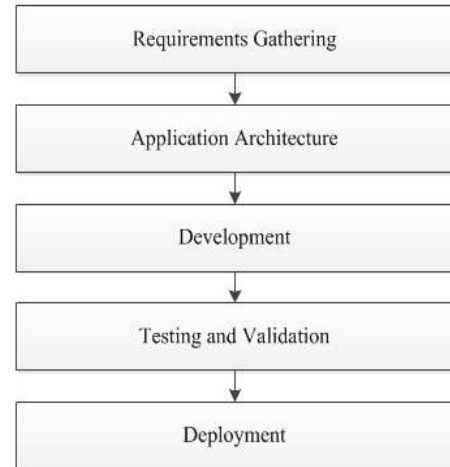 Requirements Gathering
Application Architecture
Development
Testing and Validation
Deployment